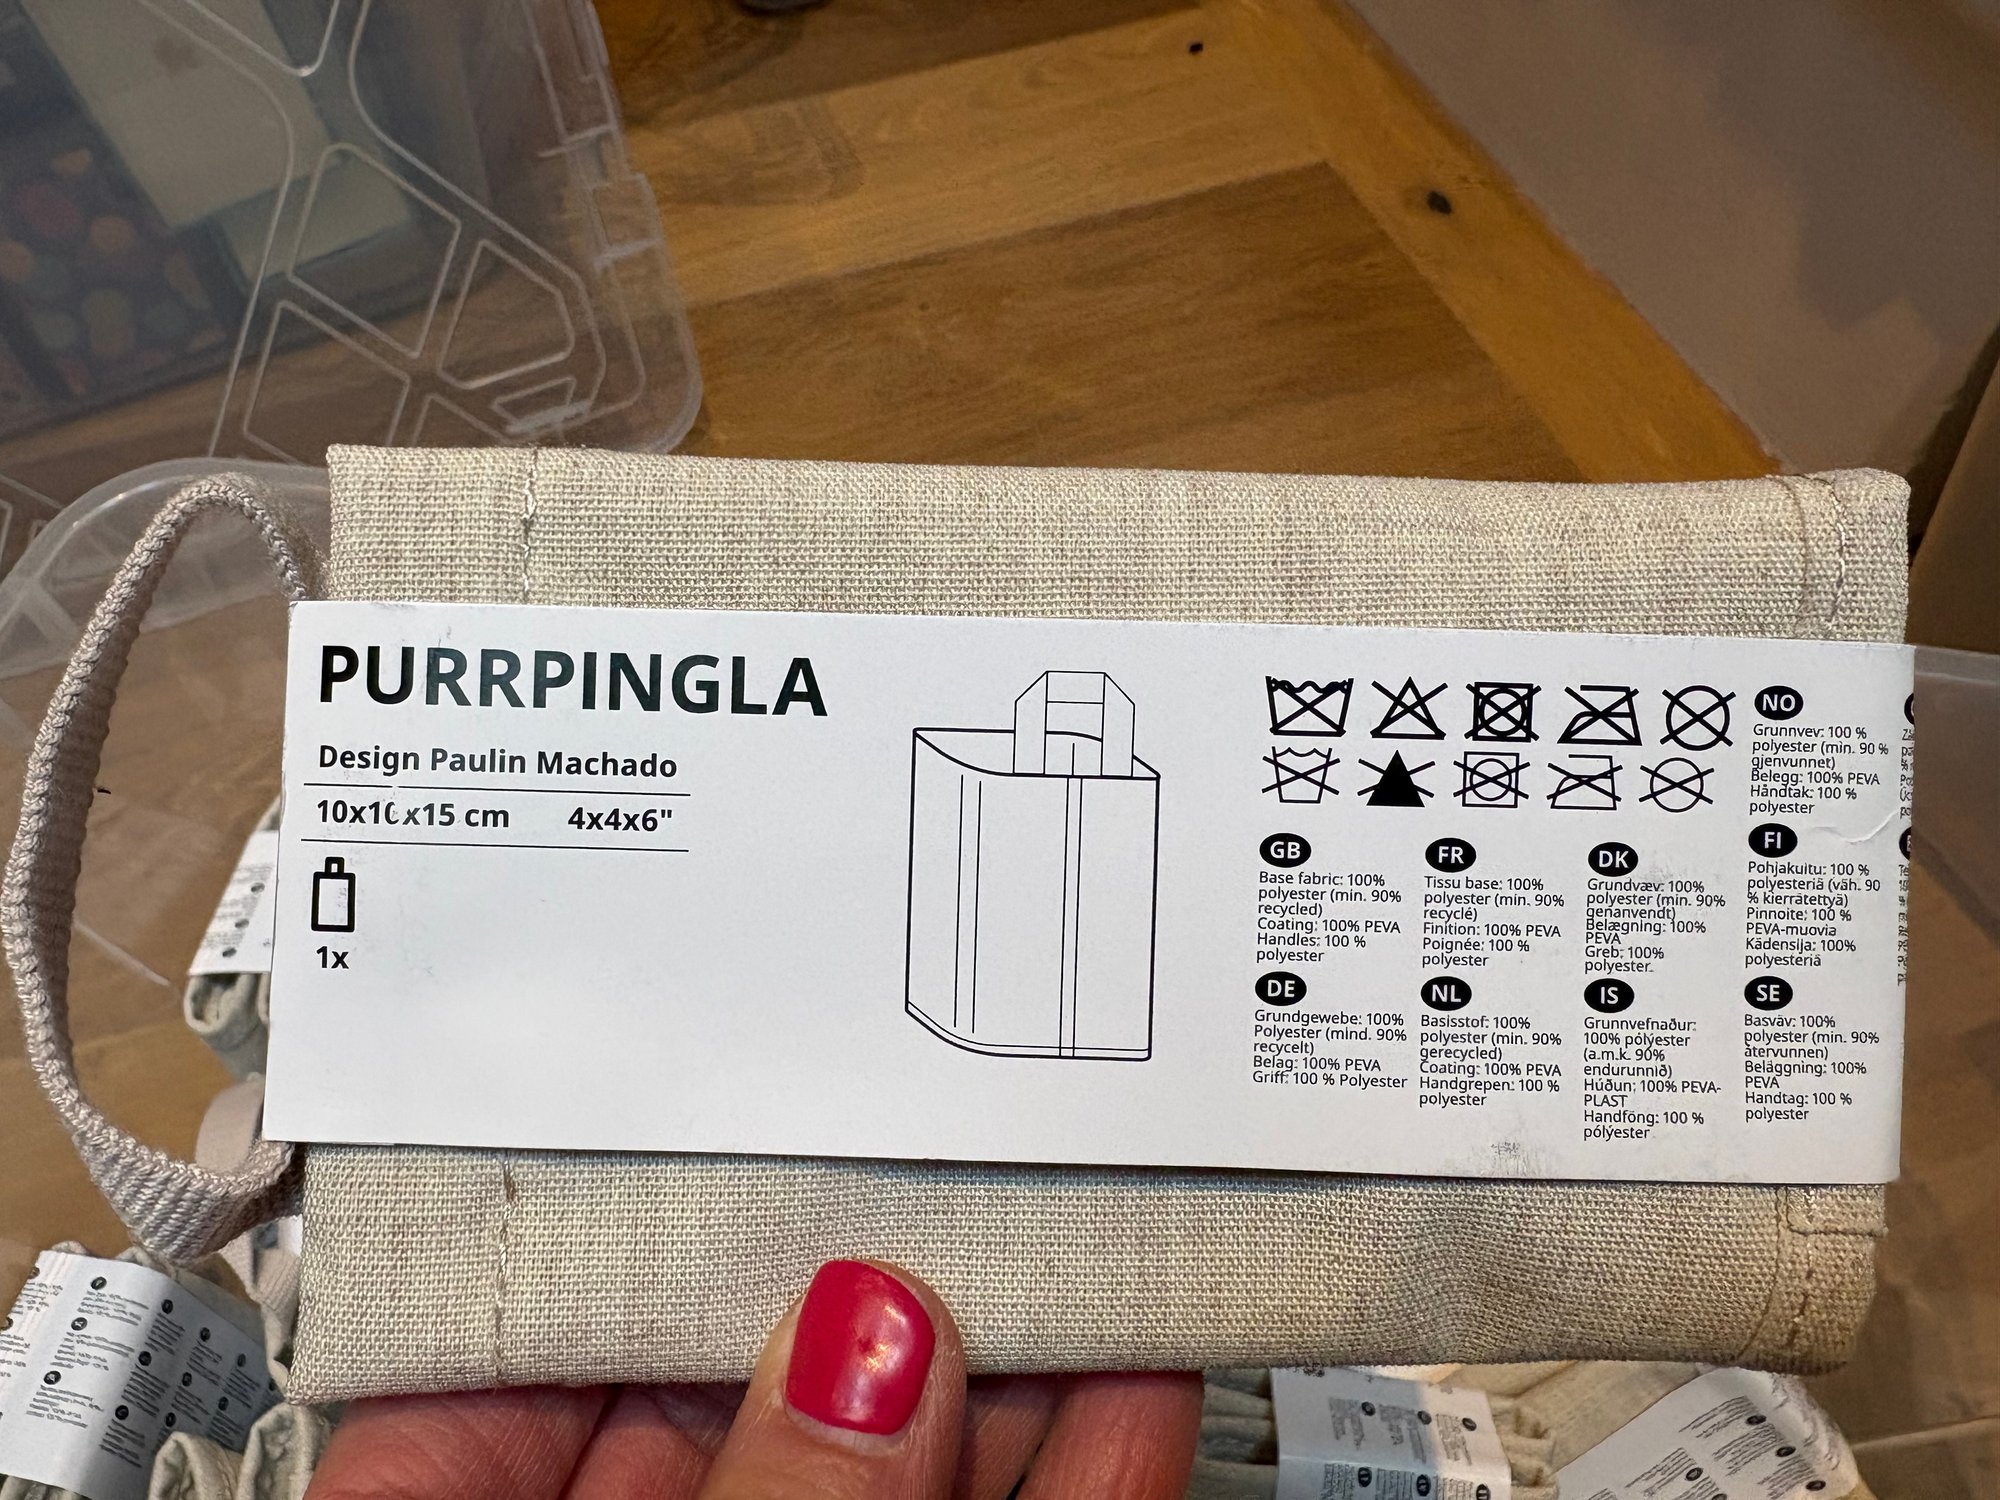 PURRPINGLA
Design Paulin Machado
10x10x15 cm 4x4x6"
1x
NO
Grunnvev: 100 %
polyester (min. 90 %
gjenvunnet)
Belegg: 100% PEVA
Håndtak: 100 %
polyester
GB
Base fabric: 100%
polyester (min. 90%
recycled)
Coating: 100% PEVA
Handles: 100 %
polyester
FR
Tissu base: 100%
polyester (min. 90%
recyclé)
Finition: 100% PEVA
Poignée: 100 %
polyester
DK
Grundvæv: 100%
polyester (min. 90%
genanvendt)
Belægning: 100%
PEVA
Greb: 100%
polyester
FI
Pohjakuitu: 100 %
polyesteriä (väh. 90
% kierrätettyä)
Pinnoite: 100 %
PEVA-muovia
Kädensija: 100%
polyesteriä
DE
Grundgewebe: 100%
Polyester (mind. 90%
recycelt)
Belag: 100% PEVA
Griff: 100 % Polyester
NL
Basisstof: 100%
polyester (min. 90%
gerecycled)
Coating: 100% PEVA
Handgrepen: 100 %
polyester
IS
Grunnvefnaður:
100% pólýester
(a.m.k. 90%
endurunnið)
Húðun: 100% PEVA-
PLAST
Handföng: 100 %
pólýester
SE
Basväv: 100%
polyester (min. 90%
återvunnen)
Beläggning: 100%
PEVA
Handtag: 100 %
polyester